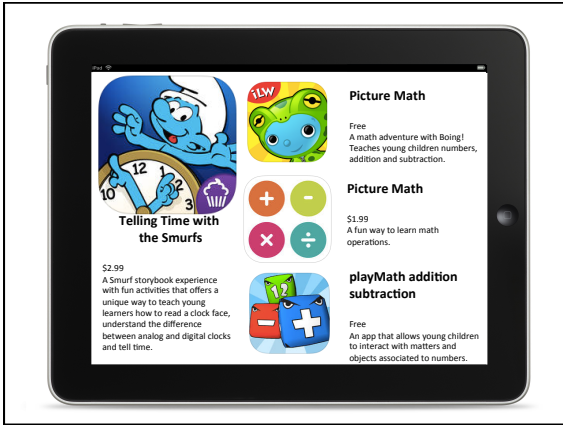 iPad
12
1
2
3
10
Telling Time with
the Smurfs
$2.99
A Smurf storybook experience
with fun activities that offers a
unique way to teach young
learners how to read a clock face,
understand the difference
between analog and digital clocks
and tell time.
iLW
Picture Math
Free
A math adventure with Boing!
Teaches young children numbers,
addition and subtraction.
+ -
× ÷
Picture Math
$1.99
A fun way to learn math
operations.
12
- +
playMath addition
subtraction
Free
An app that allows young children
to interact with matters and
objects associated to numbers.